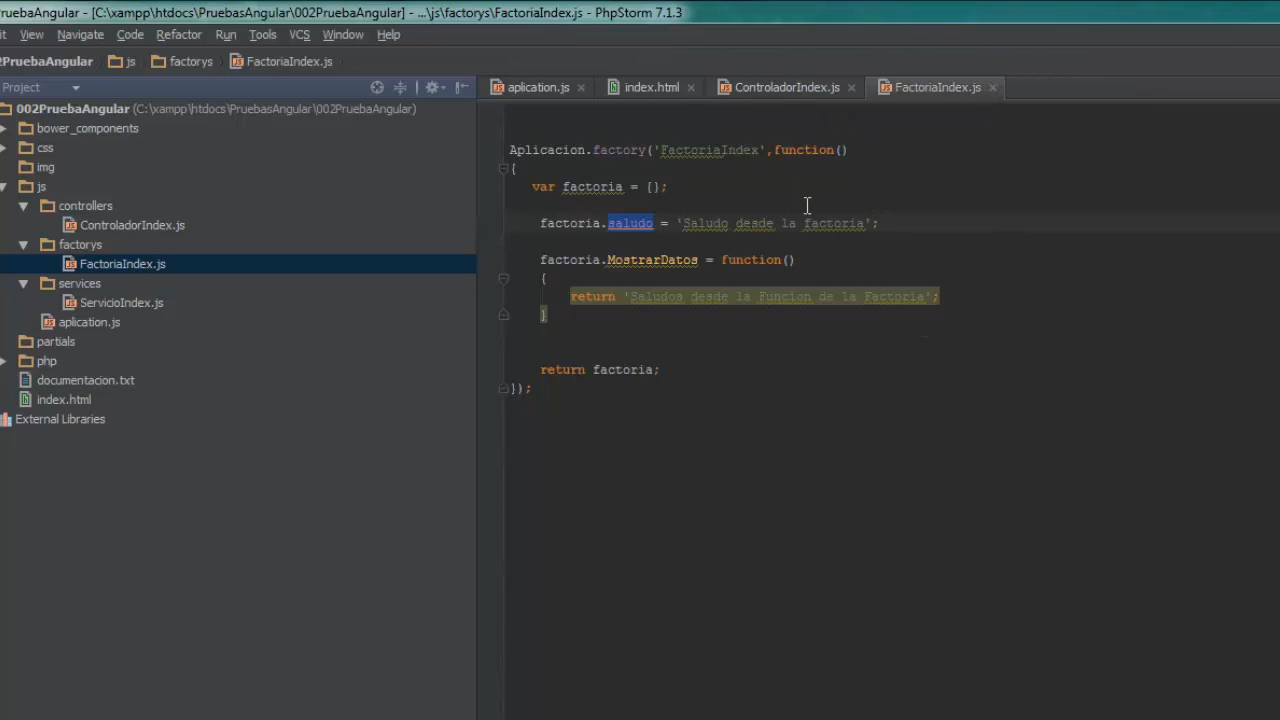 PruebaAngular - [C:\xampp\htdocs\PruebasAngular\002PruebaAngular] - ...\js\factorys\FactoriaIndex.js - PhpStorm 7.1.3
it View Navigate Code Refactor Run Tools VCS Window Help
2PruebaAngular js factorys FactoriaIndex.js
Project
aplication.js index.html ControladorIndex.js FactoriaIndex.js
002PruebaAngular (C:\xampp\htdocs\PruebasAngular\002PruebaAngular)
bower_components
css
img
js
controllers
ControladorIndex.js
factorys
FactoriaIndex.js
services
ServicioIndex.js
aplication.js
partials
php
documentacion.txt
index.html
External Libraries
Aplicacion.factory('FactoriaIndex',function()
{
var factoria = [];
factoria.saludo = 'Saludo desde la factoria';
factoria.MostrarDatos = function()
{
return 'Saludos desde la Funcion de la Factoria';
}
return factoria;
});